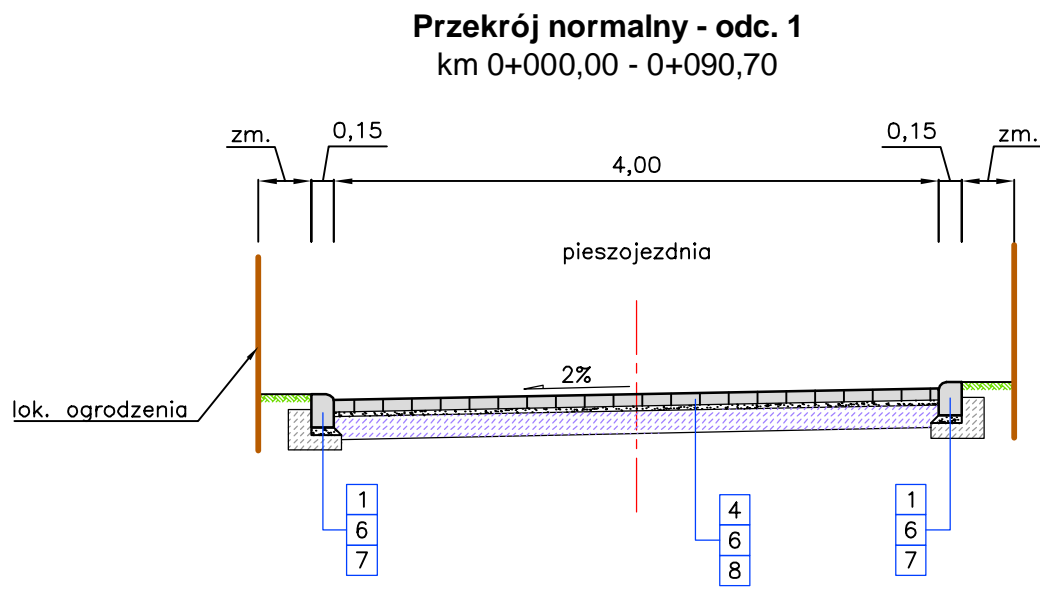 Przekrój normalny - odc. 1
km 0+000,00 - 0+090,70
zm.
0,15
4,00
0,15
zm.
pieszojezdnia
2%
lok. ogrodzenia
1
6
7
4
6
8
1
6
7